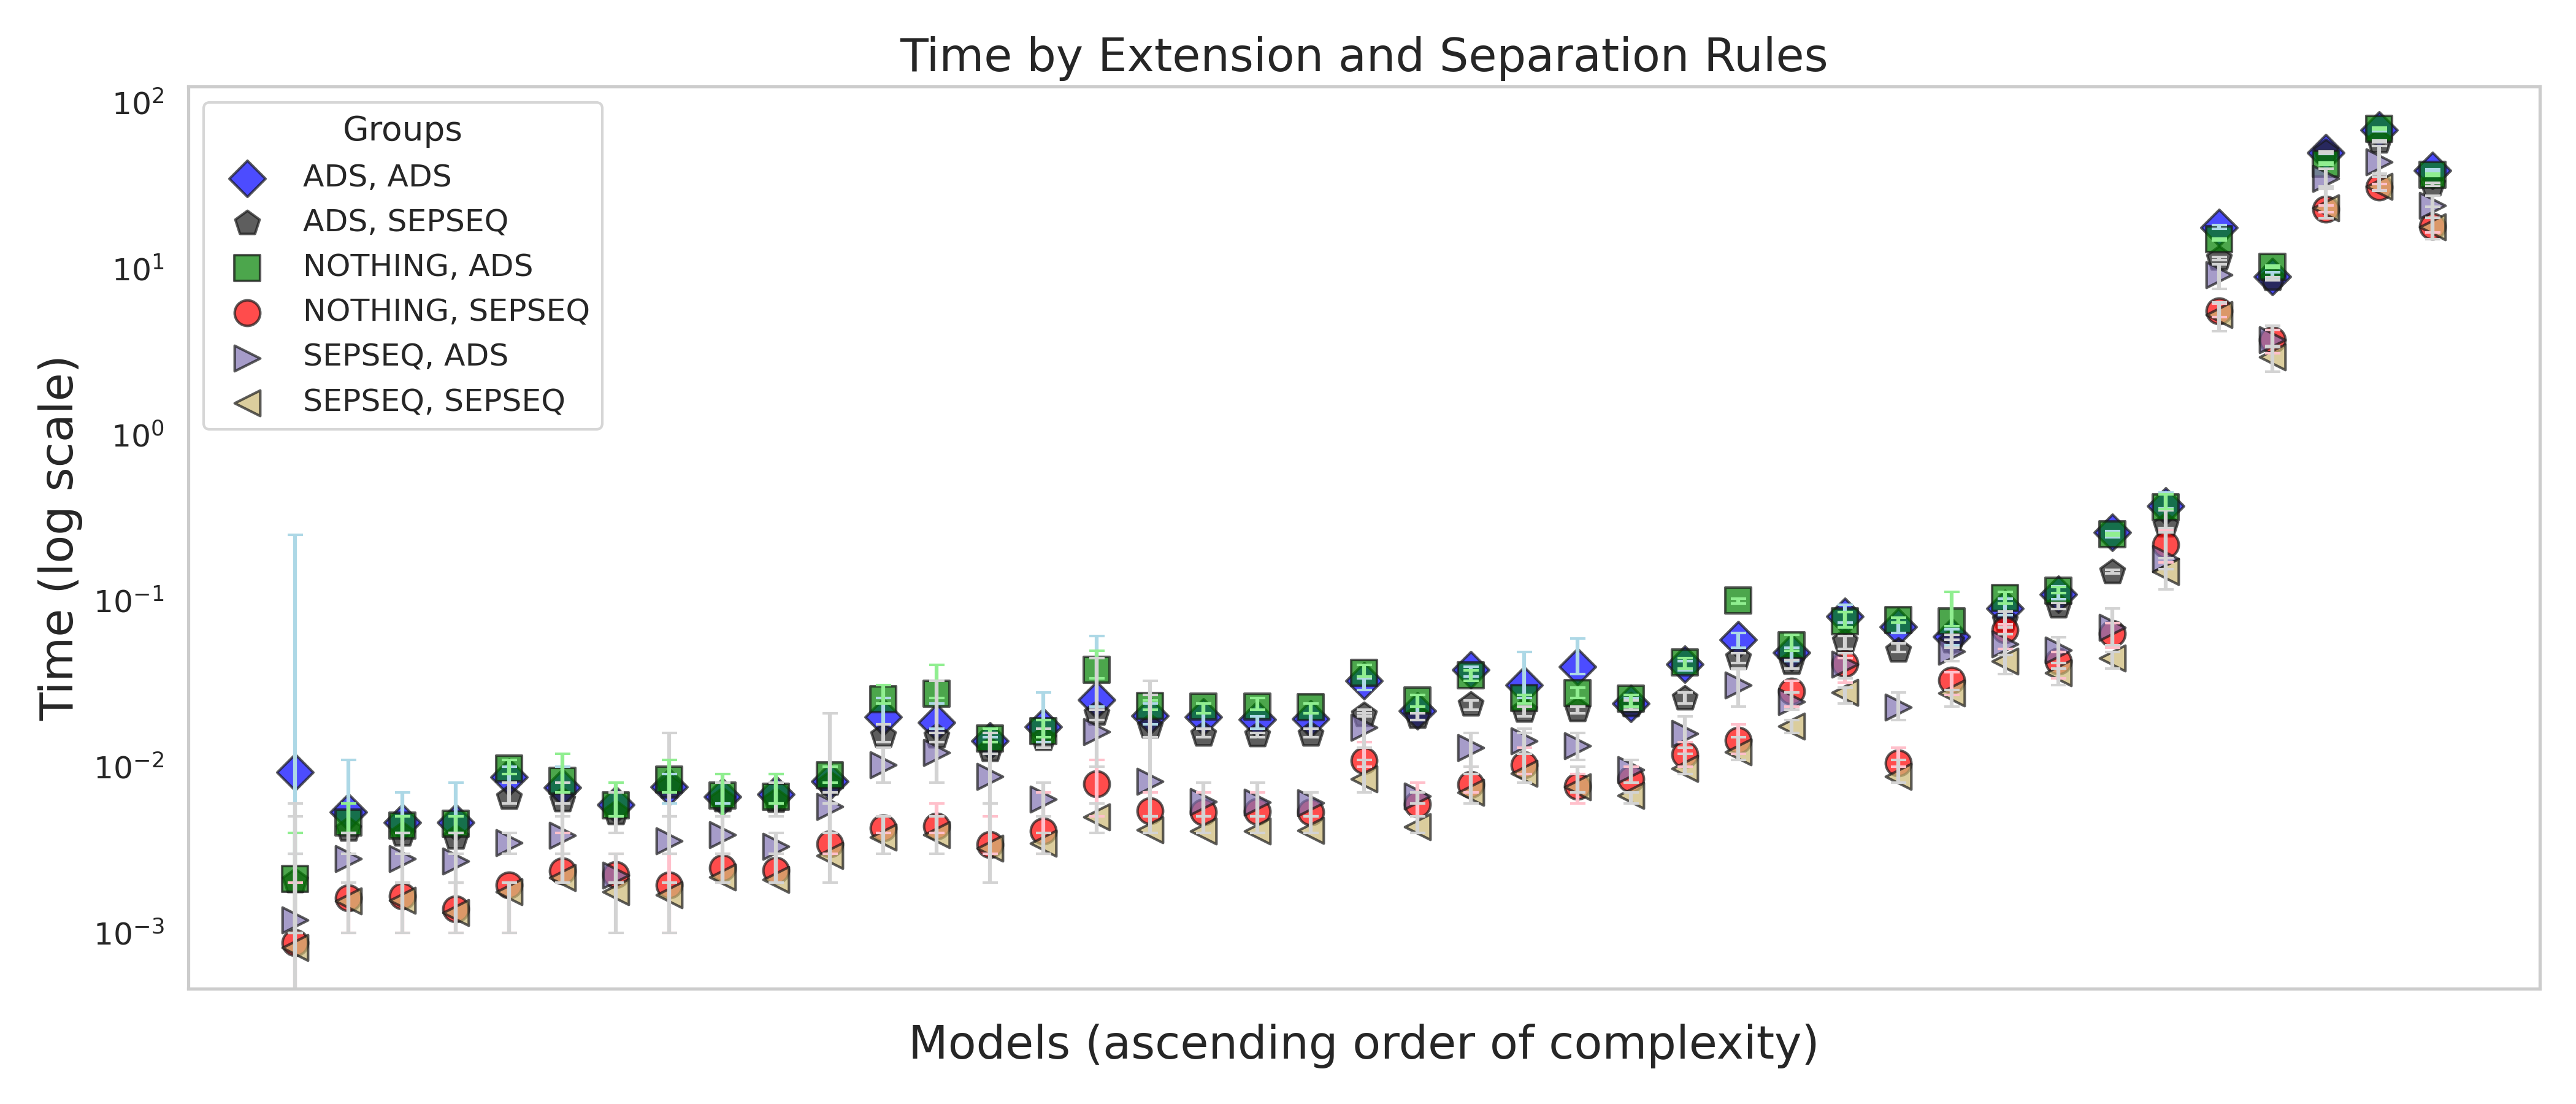 Time by Extension and Separation Rules
Time (log scale)
10²
10¹
10⁰
10⁻¹
10⁻²
10⁻³
Groups
ADS, ADS
ADS, SEPSEQ
NOTHING, ADS
NOTHING, SEPSEQ
SEPSEQ, ADS
SEPSEQ, SEPSEQ
Models (ascending order of complexity)